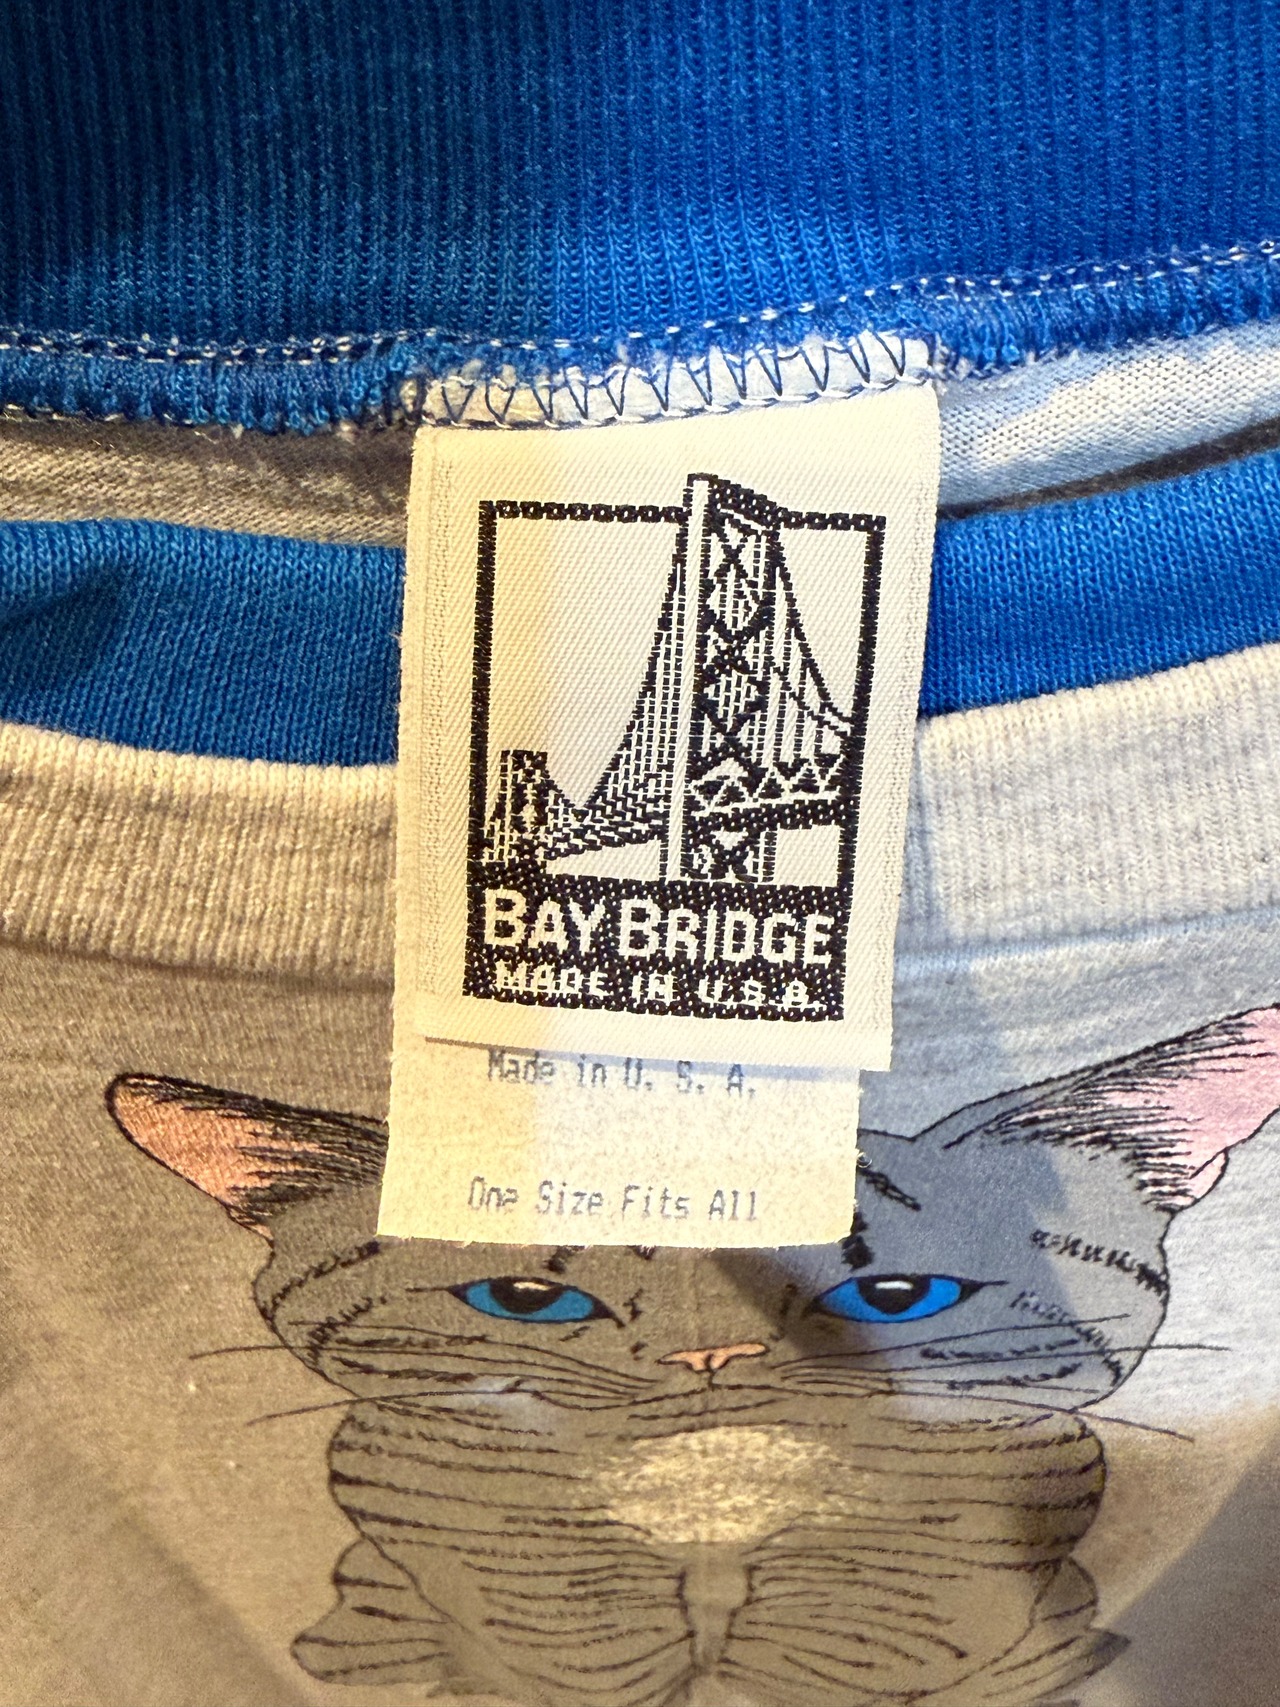 BAY BRIDGE
MADE IN U.S.A.
Made in U. S. A.
One Size Fits All